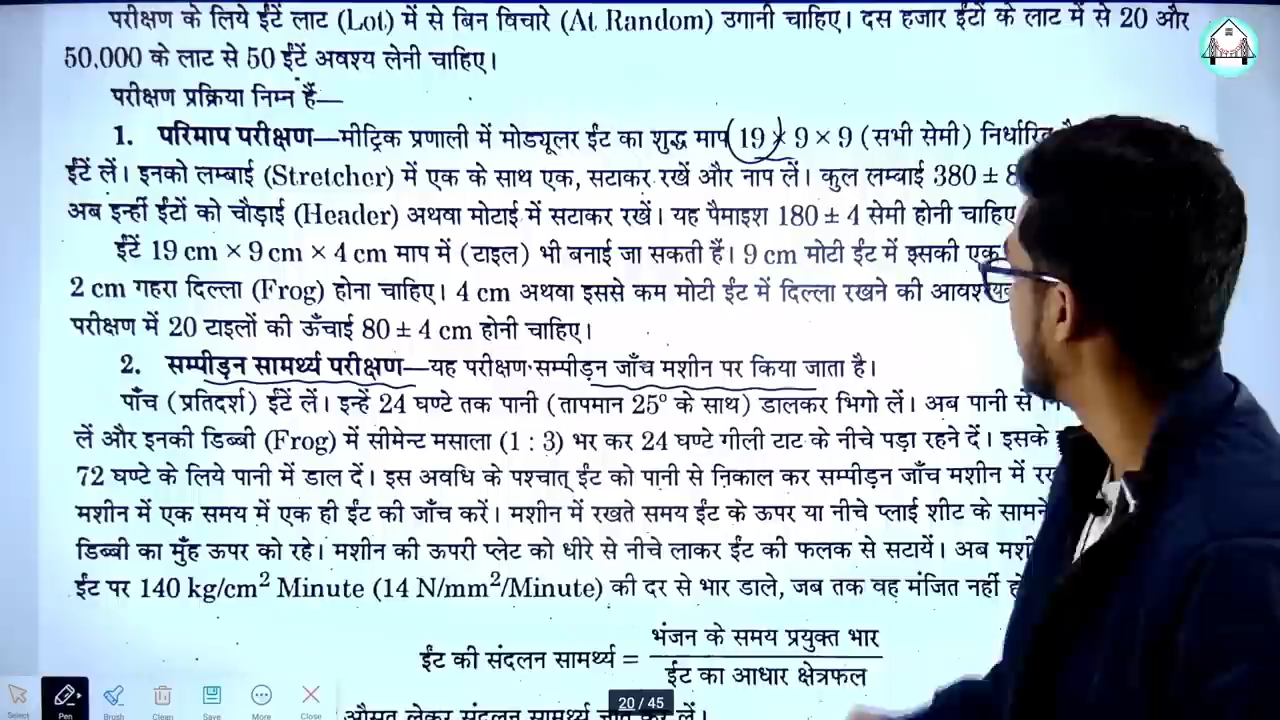 परीक्षण के लिये ईंटें लाट (Lot) में से बिन विचारे (At Random) उगानी चाहिए। दस हजार ईंटों के लाट में से 20 और
50,000 के लाट से 50 ईंटें अवश्य लेनी चाहिए।
परीक्षण प्रक्रिया निम्न हैं—
1. परिमाप परीक्षण—मीट्रिक प्रणाली में मोड्यूलर ईंट का शुद्ध माप 19 × 9 × 9 (सभी सेमी) निर्धारित
ईंटें लें। इनको लम्बाई (Stretcher) में एक के साथ एक, सटाकर रखें और नाप लें। कुल लम्बाई 380 ± 8
अब इन्हीं ईंटों को चौड़ाई (Header) अथवा मोटाई में सटाकर रखें। यह पैमाइश 180 ± 4 सेमी होनी चाहिए
ईंटें 19 cm × 9 cm × 4 cm माप में (टाइल) भी बनाई जा सकती हैं। 9 cm मोटी ईंट में इसकी एक
2 cm गहरा दिल्ला (Frog) होना चाहिए। 4 cm अथवा इससे कम मोटी ईंट में दिल्ला रखने की
परीक्षण में 20 टाइलों की ऊँचाई 80 ± 4 cm होनी चाहिए।
2. सम्पीड़न सामर्थ्य परीक्षण—यह परीक्षण सम्पीड़न जाँच मशीन पर किया जाता है।
पाँच (प्रतिदर्श) ईंटें लें। इन्हें 24 घण्टे तक पानी (तापमान 25° के साथ) डालकर भिगो लें। अब पानी से
लें और इनकी डिब्बी (Frog) में सीमेन्ट मसाला (1 : 3) भर कर 24 घण्टे गीली टाट के नीचे पड़ा रहने दें। इसके
72 घण्टे के लिये पानी में डाल दें। इस अवधि के पश्चात् ईंट को पानी से निकाल कर सम्पीड़न जाँच मशीन में
मशीन में एक समय में एक ही ईंट की जाँच करें। मशीन में रखते समय ईंट के ऊपर या नीचे प्लाई शीट के सामने
डिब्बी का मुँह ऊपर को रहे। मशीन की ऊपरी प्लेट को धीरे से नीचे लाकर ईंट की फलक से सटायें। अब
ईंट पर 140 kg/cm² Minute (14 N/mm²/Minute) की दर से भार डाले, जब तक वह मंजित नहीं
ईंट की संदलन सामर्थ्य = भंजन के समय प्रयुक्त भार
ईंट का आधार क्षेत्रफल
औसत लेकर संदलन सामर्थ्य ज्ञात कर लें।
Select Pen Brush Clean Save More Close
20 / 45